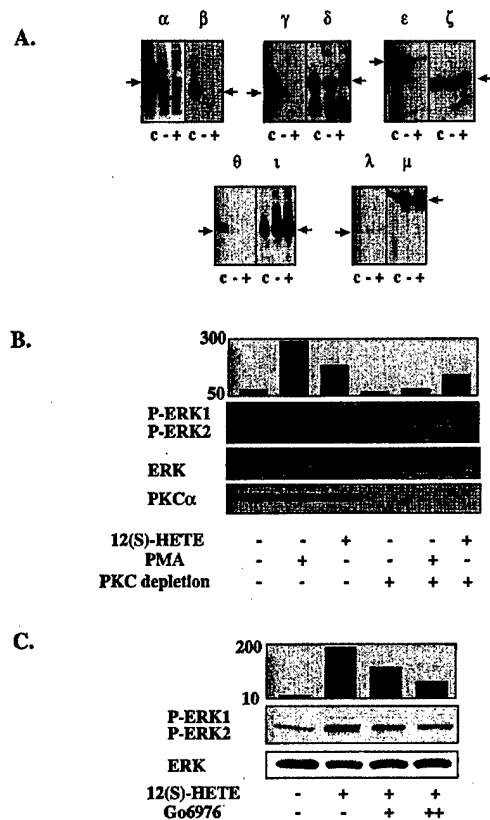 A.
α β γ δ ε ζ
c - + c - + c - +
θ ι λ μ
c - + c - + c - + c - +
B.
300
50
P-ERK1
P-ERK2
ERK
PKCα
12(S)-HETE - - + - - +
PMA - + - - + -
PKC depletion - - - + + +
C.
200
10
P-ERK1
P-ERK2
ERK
12(S)-HETE - + + +
Go6976 - - + ++